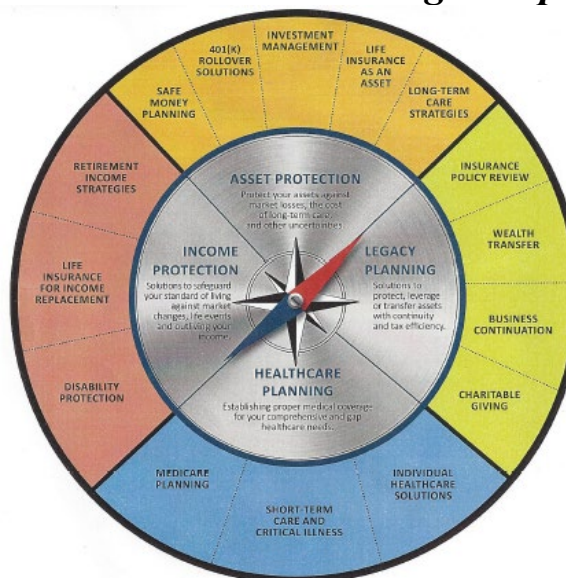 INVESTMENT
MANAGEMENT
401(K)
ROLLOVER
SOLUTIONS
LIFE
INSURANCE
AS AN
ASSET
SAFE
MONEY
PLANNING
LONG-TERM
CARE
STRATEGIES
RETIREMENT
INCOME
STRATEGIES
INSURANCE
POLICY REVIEW
ASSET PROTECTION
Protect your assets against
market losses, the cost
of long-term care,
and other uncertainties
LIFE
INSURANCE
FOR INCOME
REPLACEMENT
INCOME
PROTECTION
Solutions to safeguard
your standard of living
against market
changes, life events
and outliving your
income.
LEGACY
PLANNING
Solutions to
protect, leverage
or transfer assets
with continuity
and tax efficiency.
WEALTH
TRANSFER
BUSINESS
CONTINUATION
DISABILITY
PROTECTION
HEALTHCARE
PLANNING
Establishing proper medical coverage
for your comprehensive and gap
healthcare needs.
CHARITABLE
GIVING
MEDICARE
PLANNING
SHORT-TERM
CARE AND
CRITICAL ILLNESS
INDIVIDUAL
HEALTHCARE
SOLUTIONS